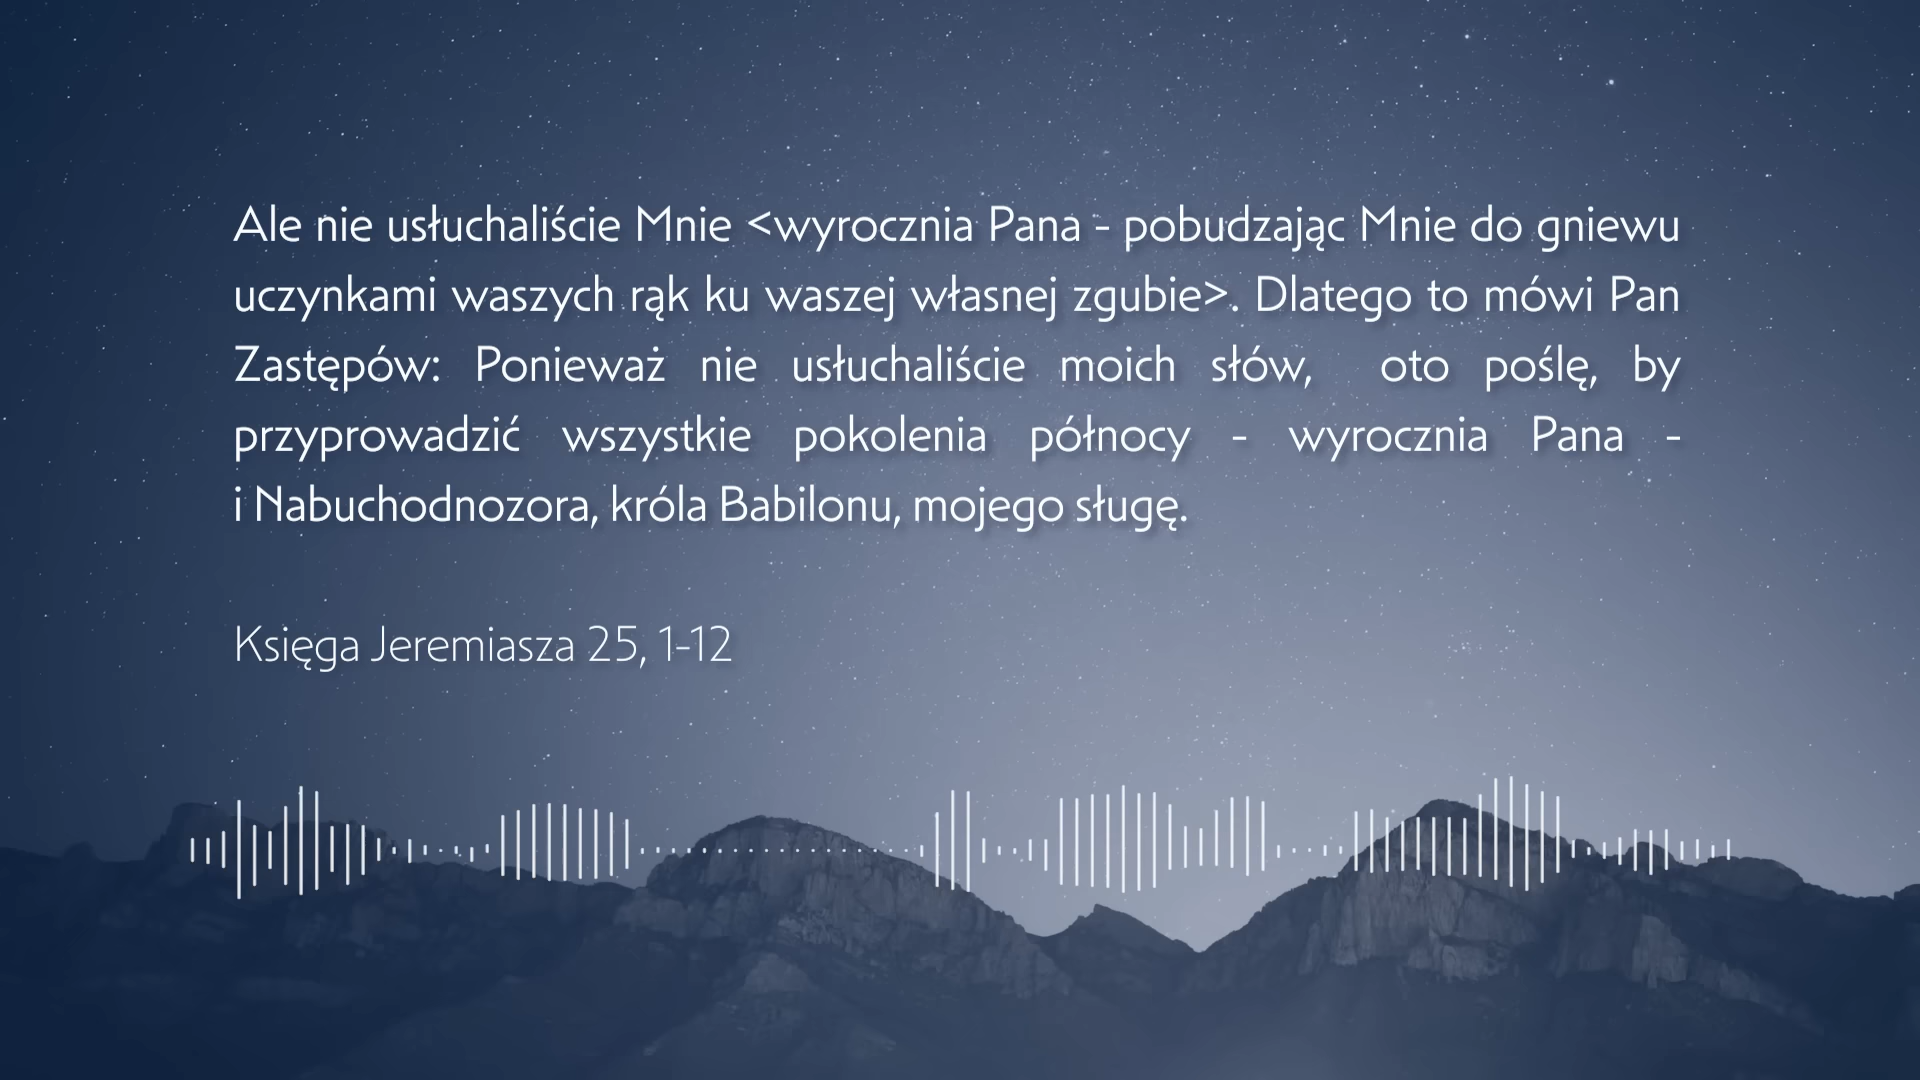 Ale nie usłuchaliście Mnie <wyrocznia Pana - pobudzając Mnie do gniewu
uczynkami waszych rąk ku waszej własnej zgubie>. Dlatego to mówi Pan
Zastępów: Ponieważ nie usłuchaliście moich słów, oto poślę, by
przyprowadzić wszystkie pokolenia północy - wyrocznia Pana -
i Nabuchodnozora, króla Babilonu, mojego sługę.
Księga Jeremiasza 25, 1-12